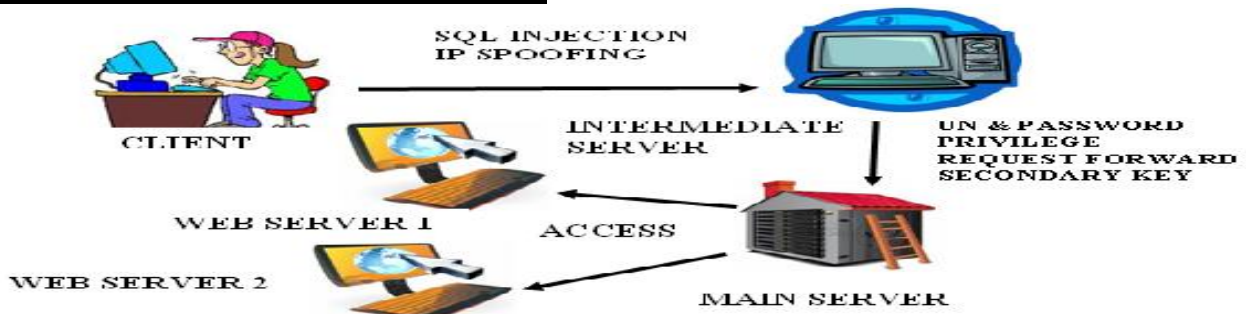 SQL INJECTION
IP SPOOFING
CLIENT
INTERMEDIATE
SERVER
UN & PASSWORD
PRIVILEGE
REQUEST FORWARD
SECONDARY KEY
WEB SERVER 1
ACCESS
WEB SERVER 2
MAIN SERVER